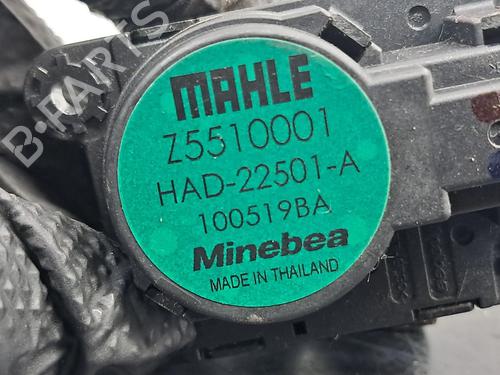 MAHLE
Z5510001
HAD-22501-A
100519BA
Minebea
MADE IN THAILAND
B-PARTS